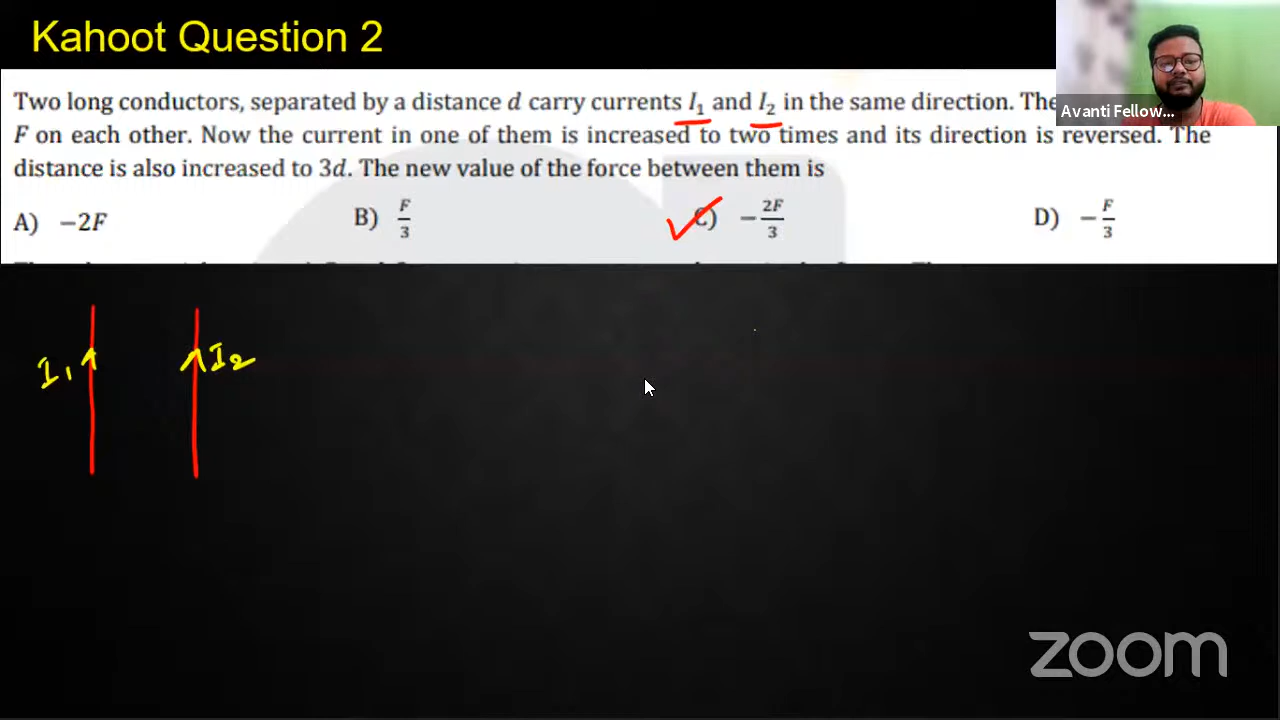 Kahoot Question 2
Two long conductors, separated by a distance d carry currents I₁ and I₂ in the same direction. The
Avanti Fellow...
F on each other. Now the current in one of them is increased to two times and its direction is reversed. The
distance is also increased to 3d. The new value of the force between them is
A) −2F B) F/3 C) −2F/3 D) −F/3
I₁ I₂
zoom